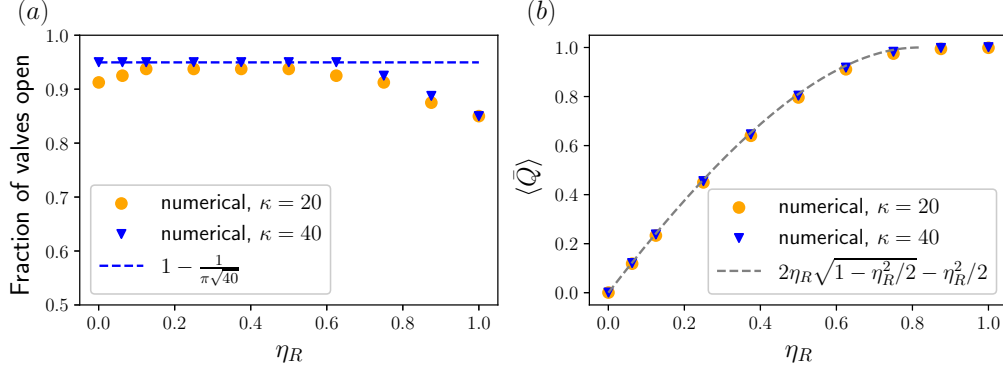 (a)
Fraction of valves open
1.0
0.9
0.8
0.7
0.6
0.5
numerical, κ = 20
numerical, κ = 40
1 − 1/(π√40)
0.0 0.2 0.4 0.6 0.8 1.0
η_R
(b)
⟨Q̄⟩
1.0
0.8
0.6
0.4
0.2
0.0
numerical, κ = 20
numerical, κ = 40
2η_R√(1 − η_R²/2) − η_R²/2
0.0 0.2 0.4 0.6 0.8 1.0
η_R